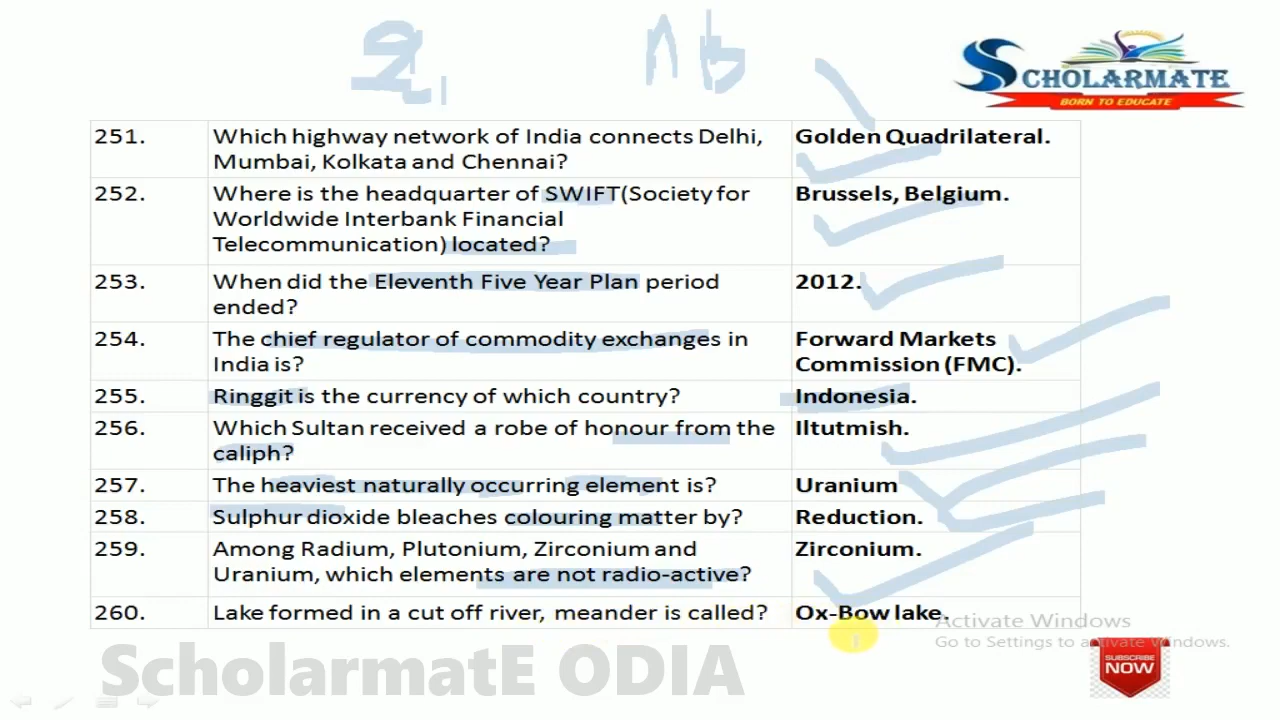 SCHOLARMATE
BORN TO EDUCATE
251. Which highway network of India connects Delhi, Golden Quadrilateral.
Mumbai, Kolkata and Chennai?
252. Where is the headquarter of SWIFT(Society for Brussels, Belgium.
Worldwide Interbank Financial
Telecommunication) located?
253. When did the Eleventh Five Year Plan period 2012.
ended?
254. The chief regulator of commodity exchanges in Forward Markets
India is? Commission (FMC).
255. Ringgit is the currency of which country? Indonesia.
256. Which Sultan received a robe of honour from the Iltutmish.
caliph?
257. The heaviest naturally occurring element is? Uranium
258. Sulphur dioxide bleaches colouring matter by? Reduction.
259. Among Radium, Plutonium, Zirconium and Zirconium.
Uranium, which elements are not radio-active?
260. Lake formed in a cut off river, meander is called? Ox-Bow lake.
Activate Windows
Go to Settings to activate Windows.
ScholarmatE ODIA
SUBSCRIBE
NOW